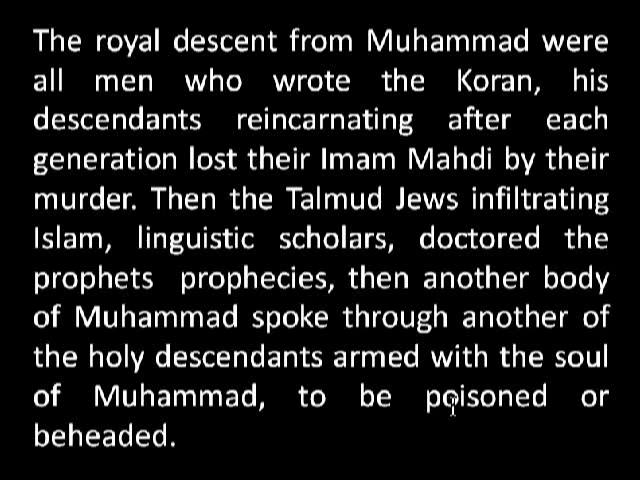 The royal descent from Muhammad were
all men who wrote the Koran, his
descendants reincarnating after each
generation lost their Imam Mahdi by their
murder. Then the Talmud Jews infiltrating
Islam, linguistic scholars, doctored the
prophets prophecies, then another body
of Muhammad spoke through another of
the holy descendants armed with the soul
of Muhammad, to be poisoned or
beheaded.